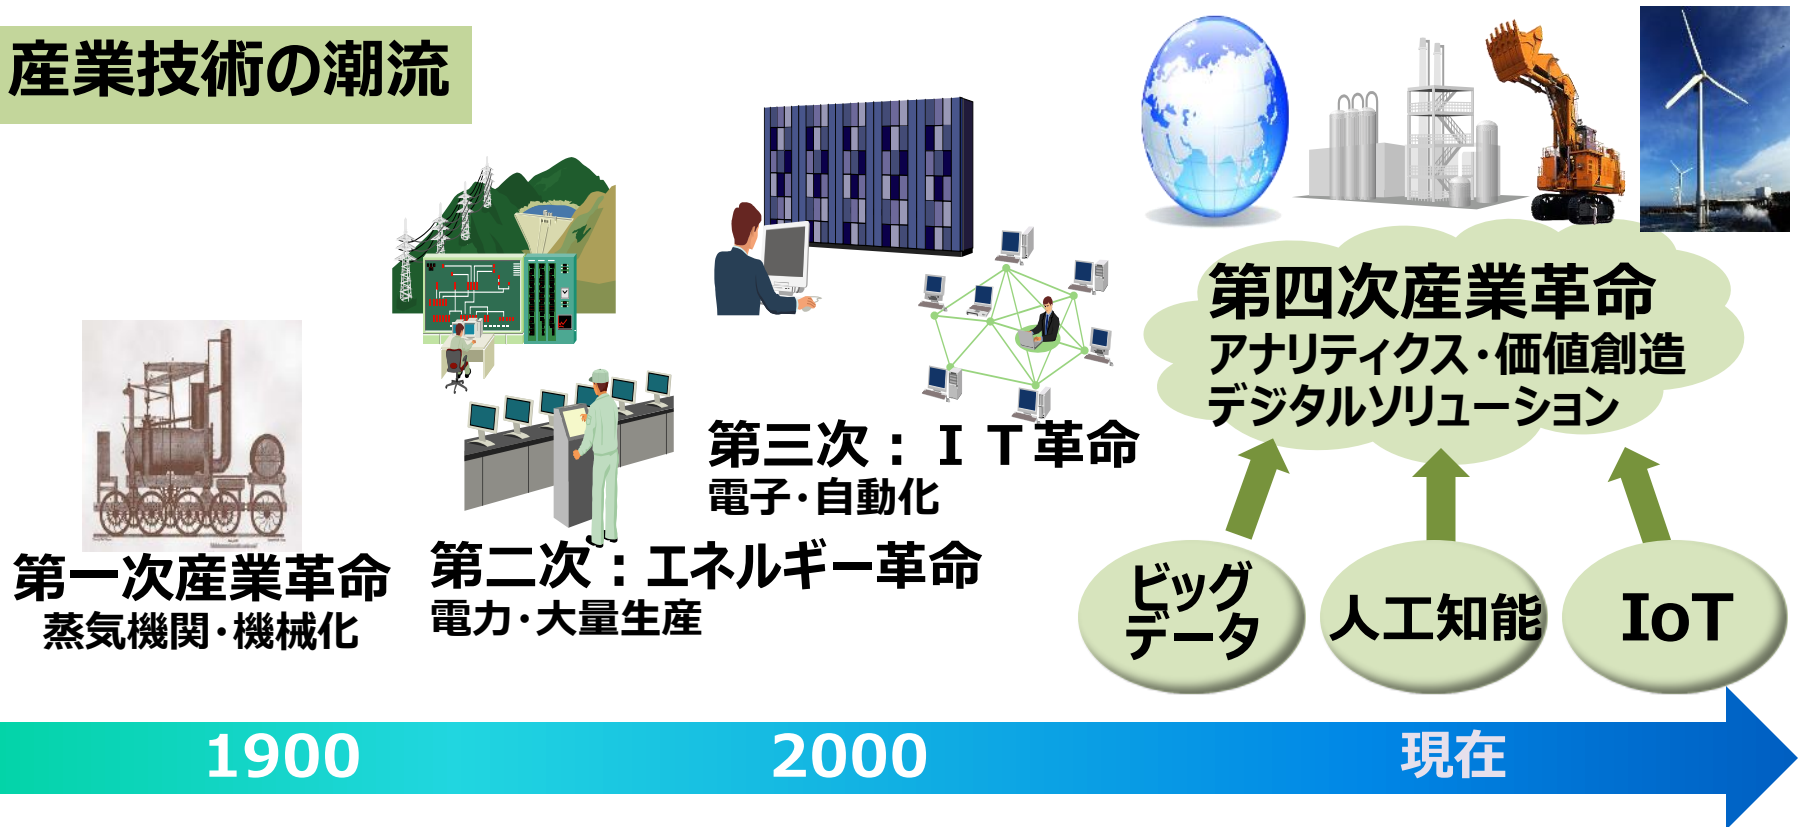 産業技術の潮流
第一次産業革命
蒸気機関・機械化
第二次：エネルギー革命
電力・大量生産
第三次：ＩＴ革命
電子・自動化
第四次産業革命
アナリティクス・価値創造
デジタルソリューション
ビッグ
データ
人工知能
IoT
1900
2000
現在